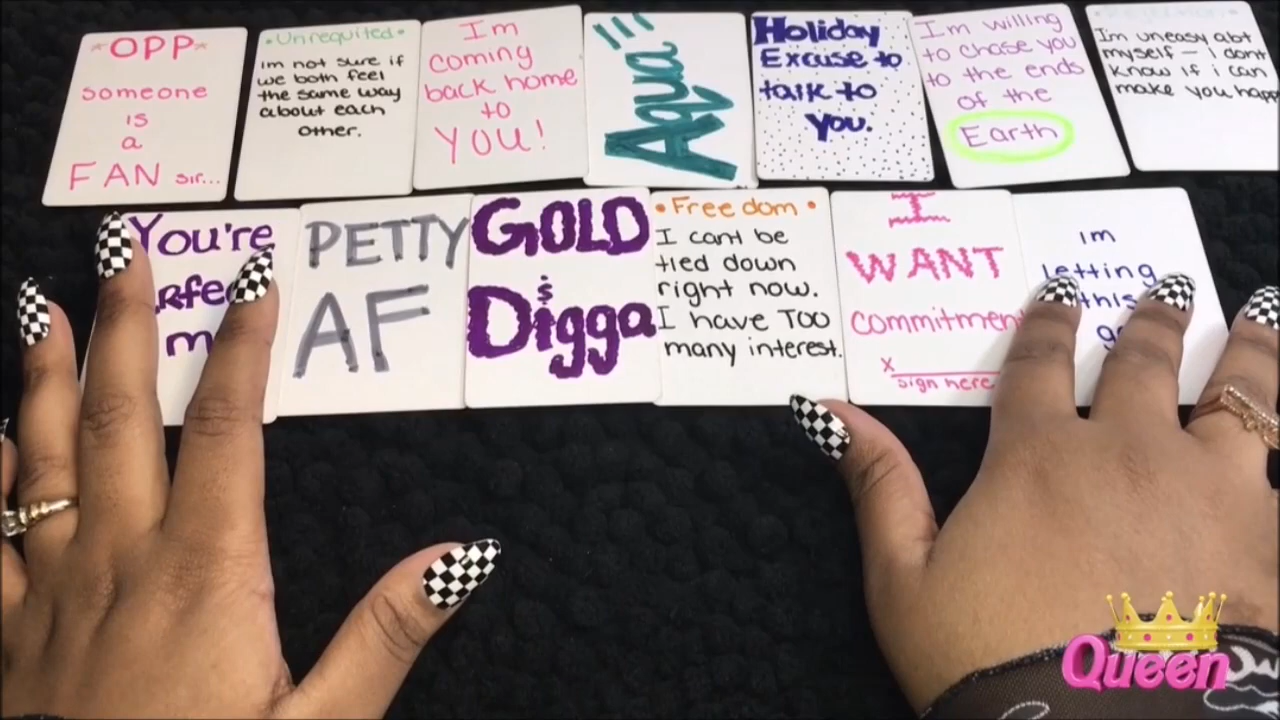 *OPP*
someone
is
a
FAN sir...
•Unrequited•
im not sure if
we both feel
the same way
about each
other.
Im
coming
back home
to
YOU!
Aqua
Holiday
Excuse to
talk to
You.
Im willing
to chase you
to the ends
of the
Earth
Im uneasy abt
myself – i dont
know if i can
make you happ
You're
PETTY
AF
GOLD
$
Digga
•Freedom•
I cant be
tied down
right now.
I have TOO
many interest.
I
WANT
commitment
x
sign here
im
letting
this
Queen